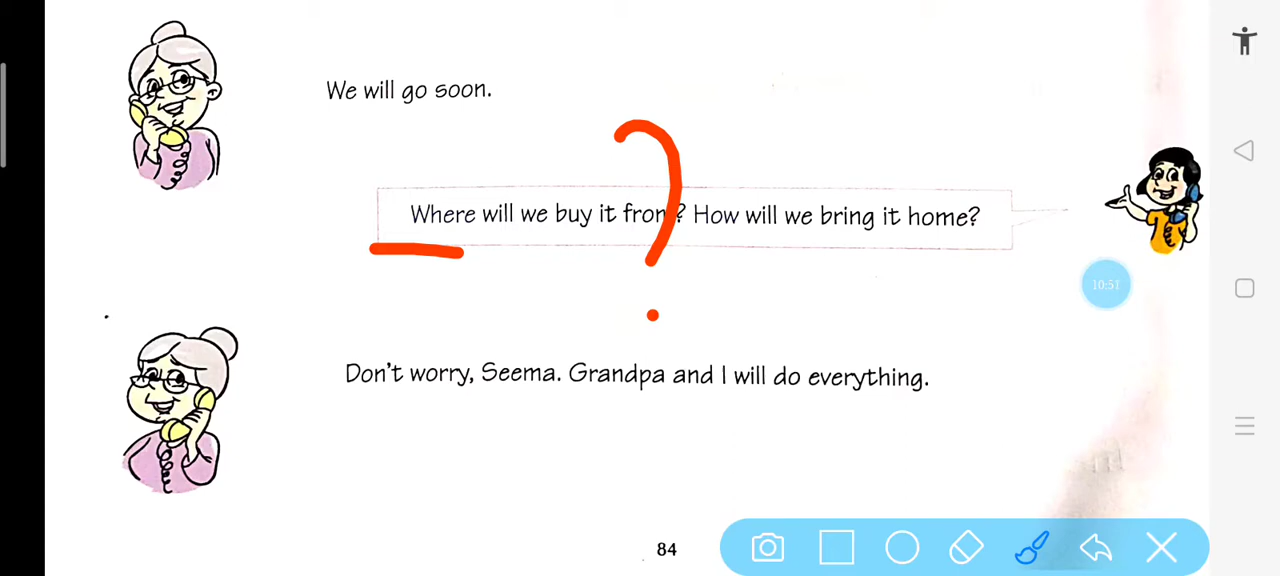 We will go soon.
Where will we buy it from? How will we bring it home?
10:51
Don't worry, Seema. Grandpa and I will do everything.
84